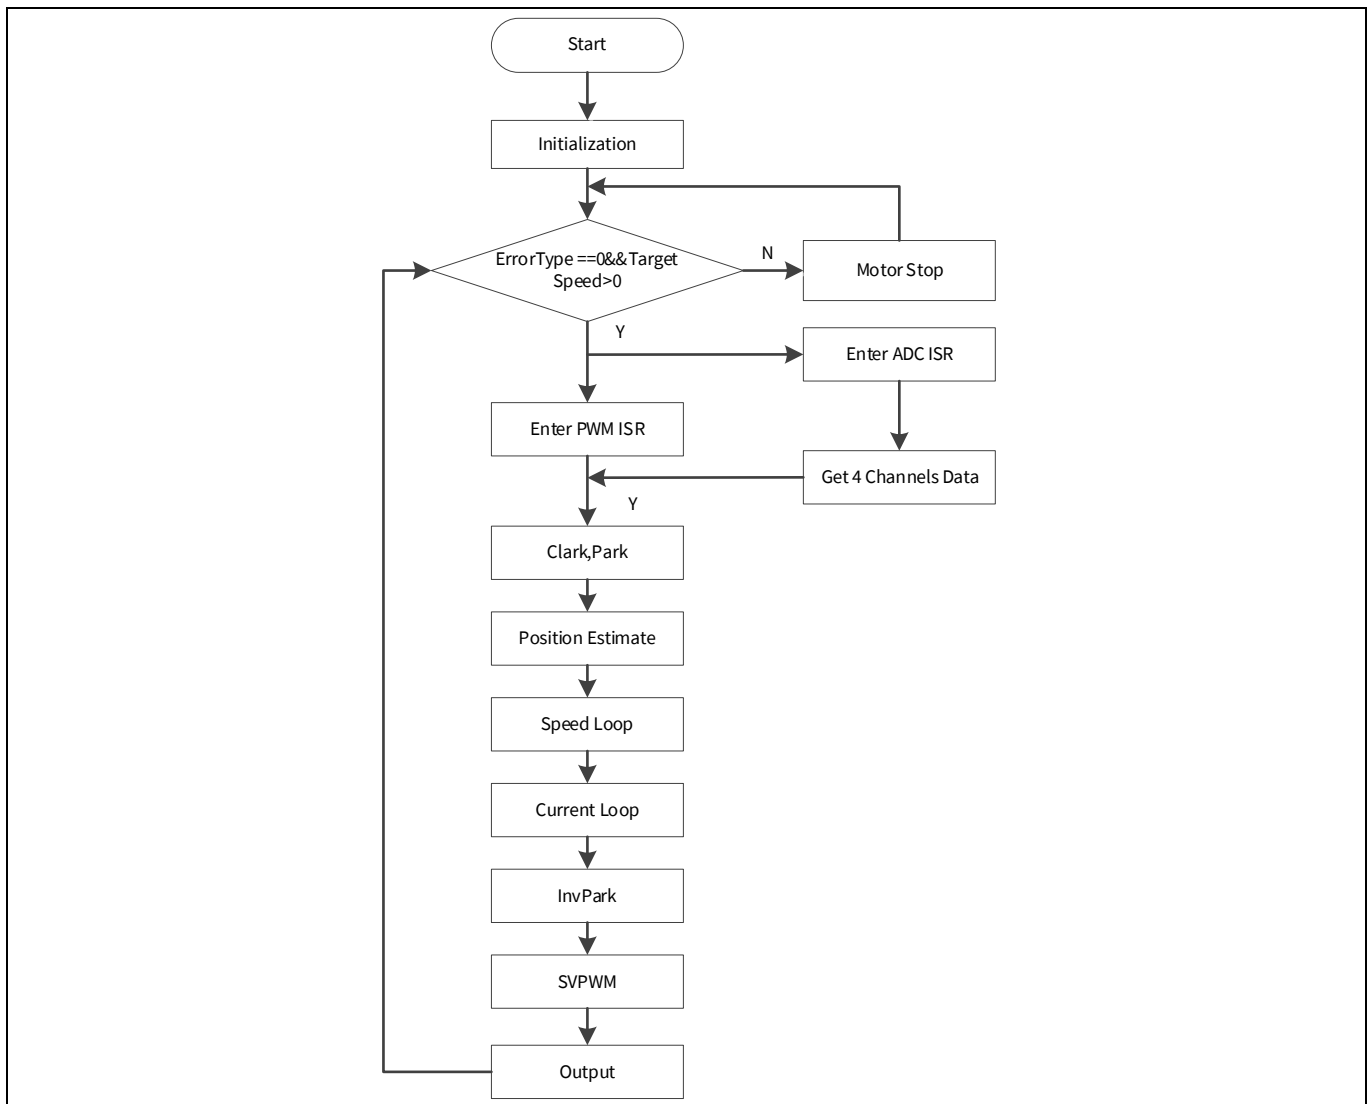 Start
Initialization
ErrorType ==0&&Target
Speed>0
N
Motor Stop
Y
Enter ADC ISR
Enter PWM ISR
Get 4 Channels Data
Y
Clark,Park
Position Estimate
Speed Loop
Current Loop
InvPark
SVPWM
Output